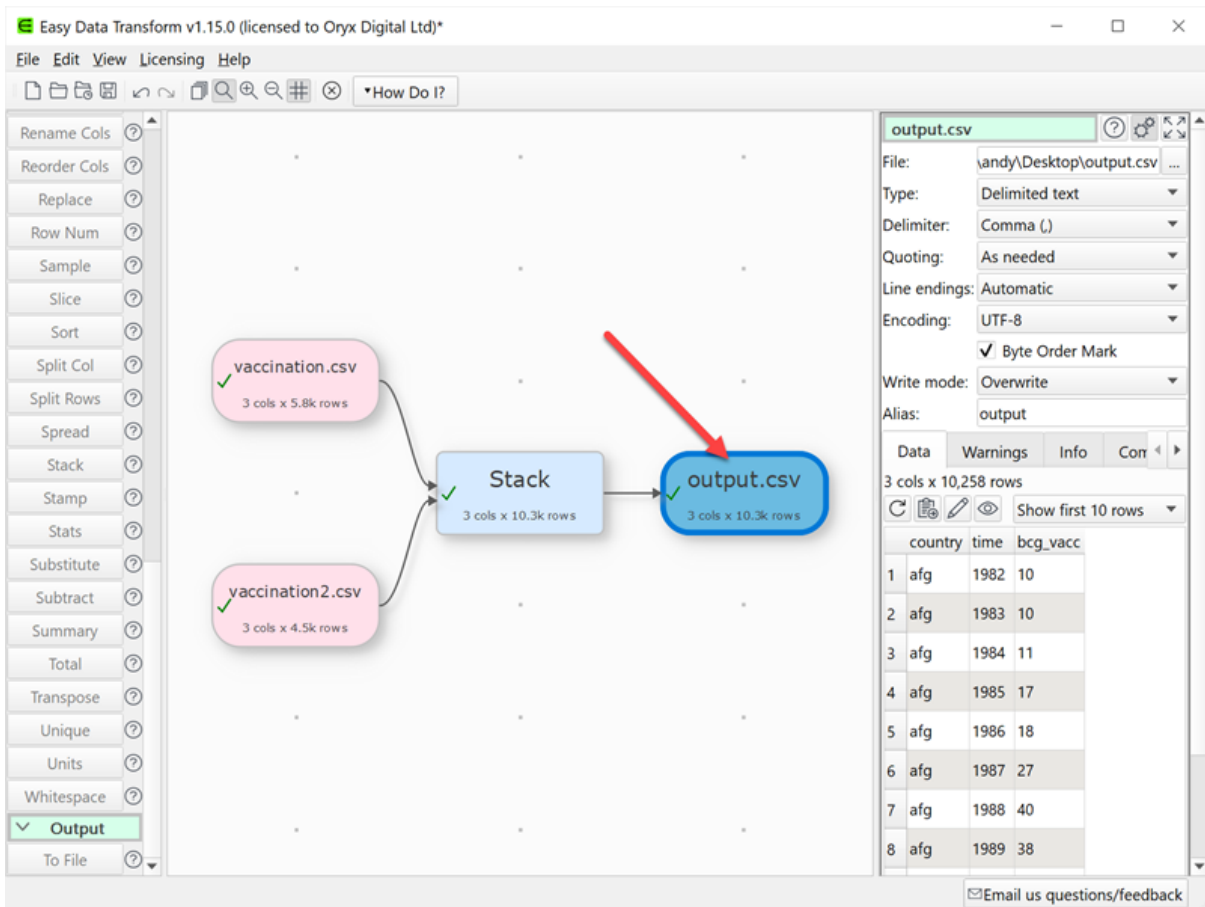 Easy Data Transform v1.15.0 (licensed to Oryx Digital Ltd)*
File Edit View Licensing Help
How Do I?
Rename Cols
Reorder Cols
Replace
Row Num
Sample
Slice
Sort
Split Col
Split Rows
Spread
Stack
Stamp
Stats
Substitute
Subtract
Summary
Total
Transpose
Unique
Units
Whitespace
Output
To File
vaccination.csv
3 cols x 5.8k rows
vaccination2.csv
3 cols x 4.5k rows
Stack
3 cols x 10.3k rows
output.csv
3 cols x 10.3k rows
output.csv
File: \andy\Desktop\output.csv ...
Type: Delimited text
Delimiter: Comma (,)
Quoting: As needed
Line endings: Automatic
Encoding: UTF-8
Byte Order Mark
Write mode: Overwrite
Alias: output
Data Warnings Info Com
3 cols x 10,258 rows
Show first 10 rows
country time bcg_vacc
1 afg 1982 10
2 afg 1983 10
3 afg 1984 11
4 afg 1985 17
5 afg 1986 18
6 afg 1987 27
7 afg 1988 40
8 afg 1989 38
Email us questions/feedback